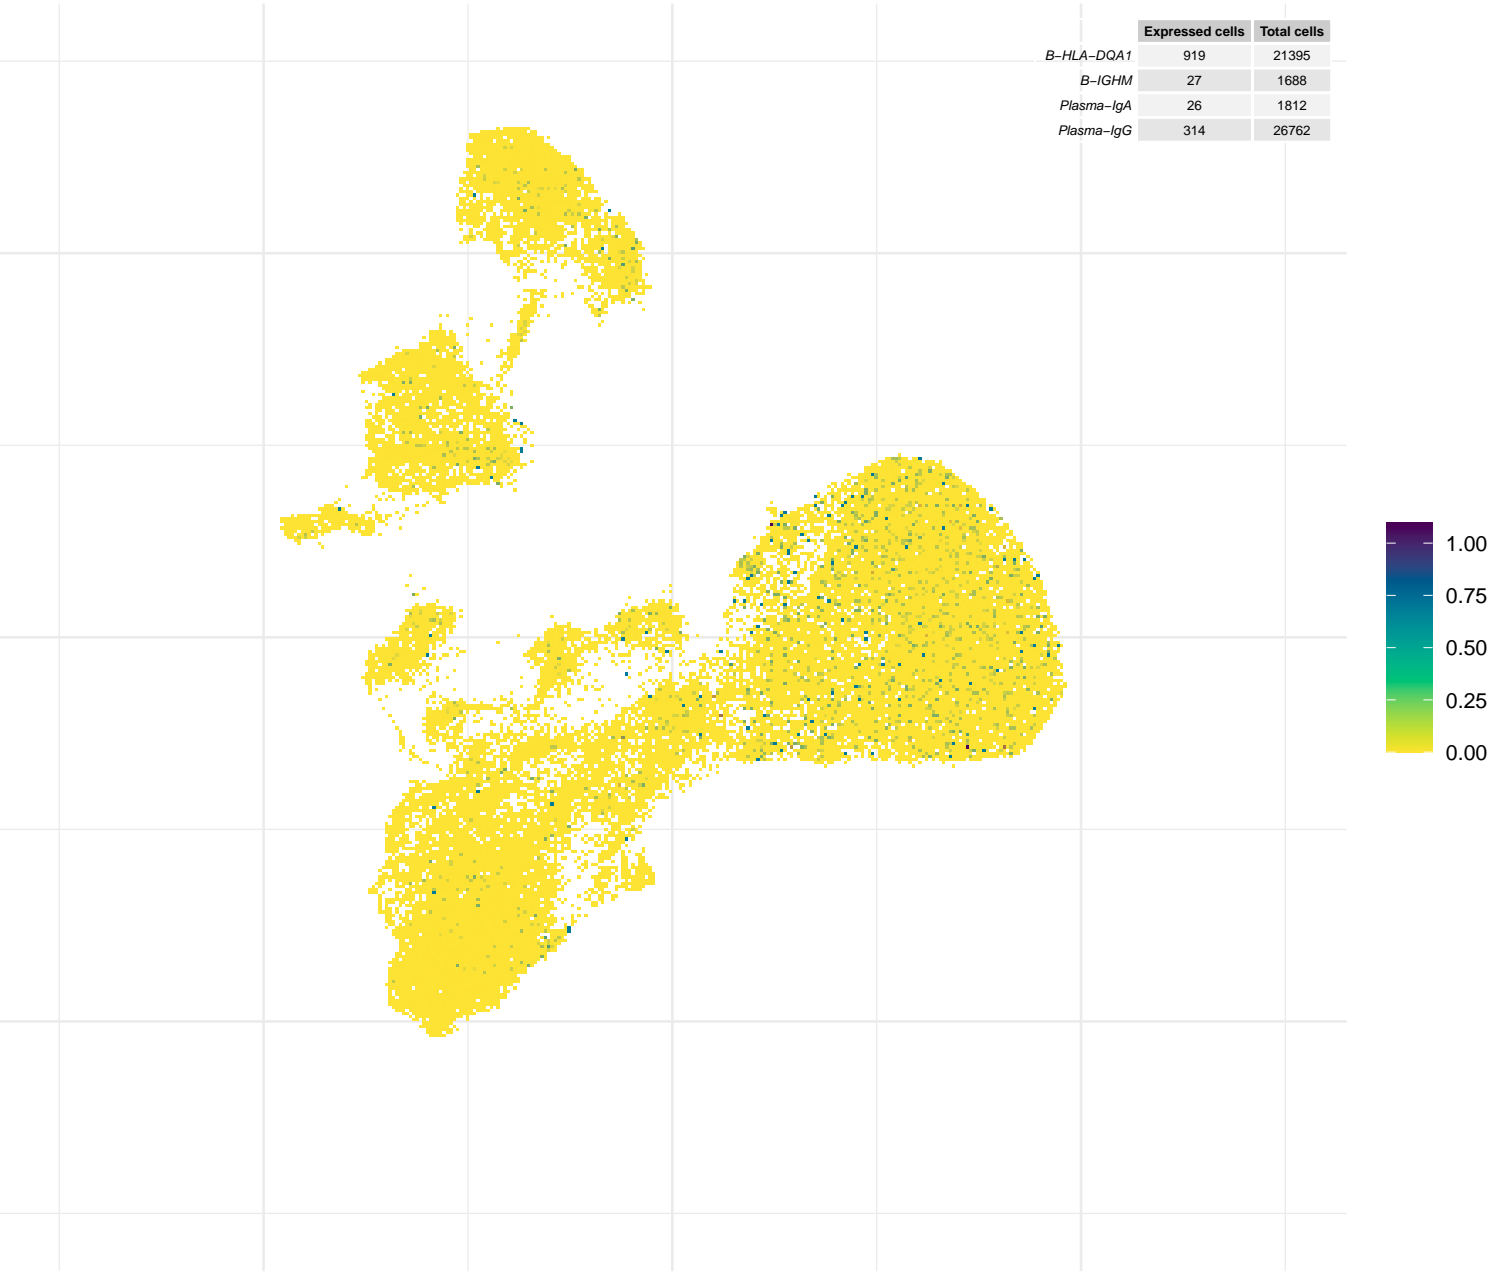 Expressed cells Total cells
B−HLA−DQA1 919 21395
B−IGHM 27 1688
Plasma−IgA 26 1812
Plasma−IgG 314 26762
1.00
0.75
0.50
0.25
0.00